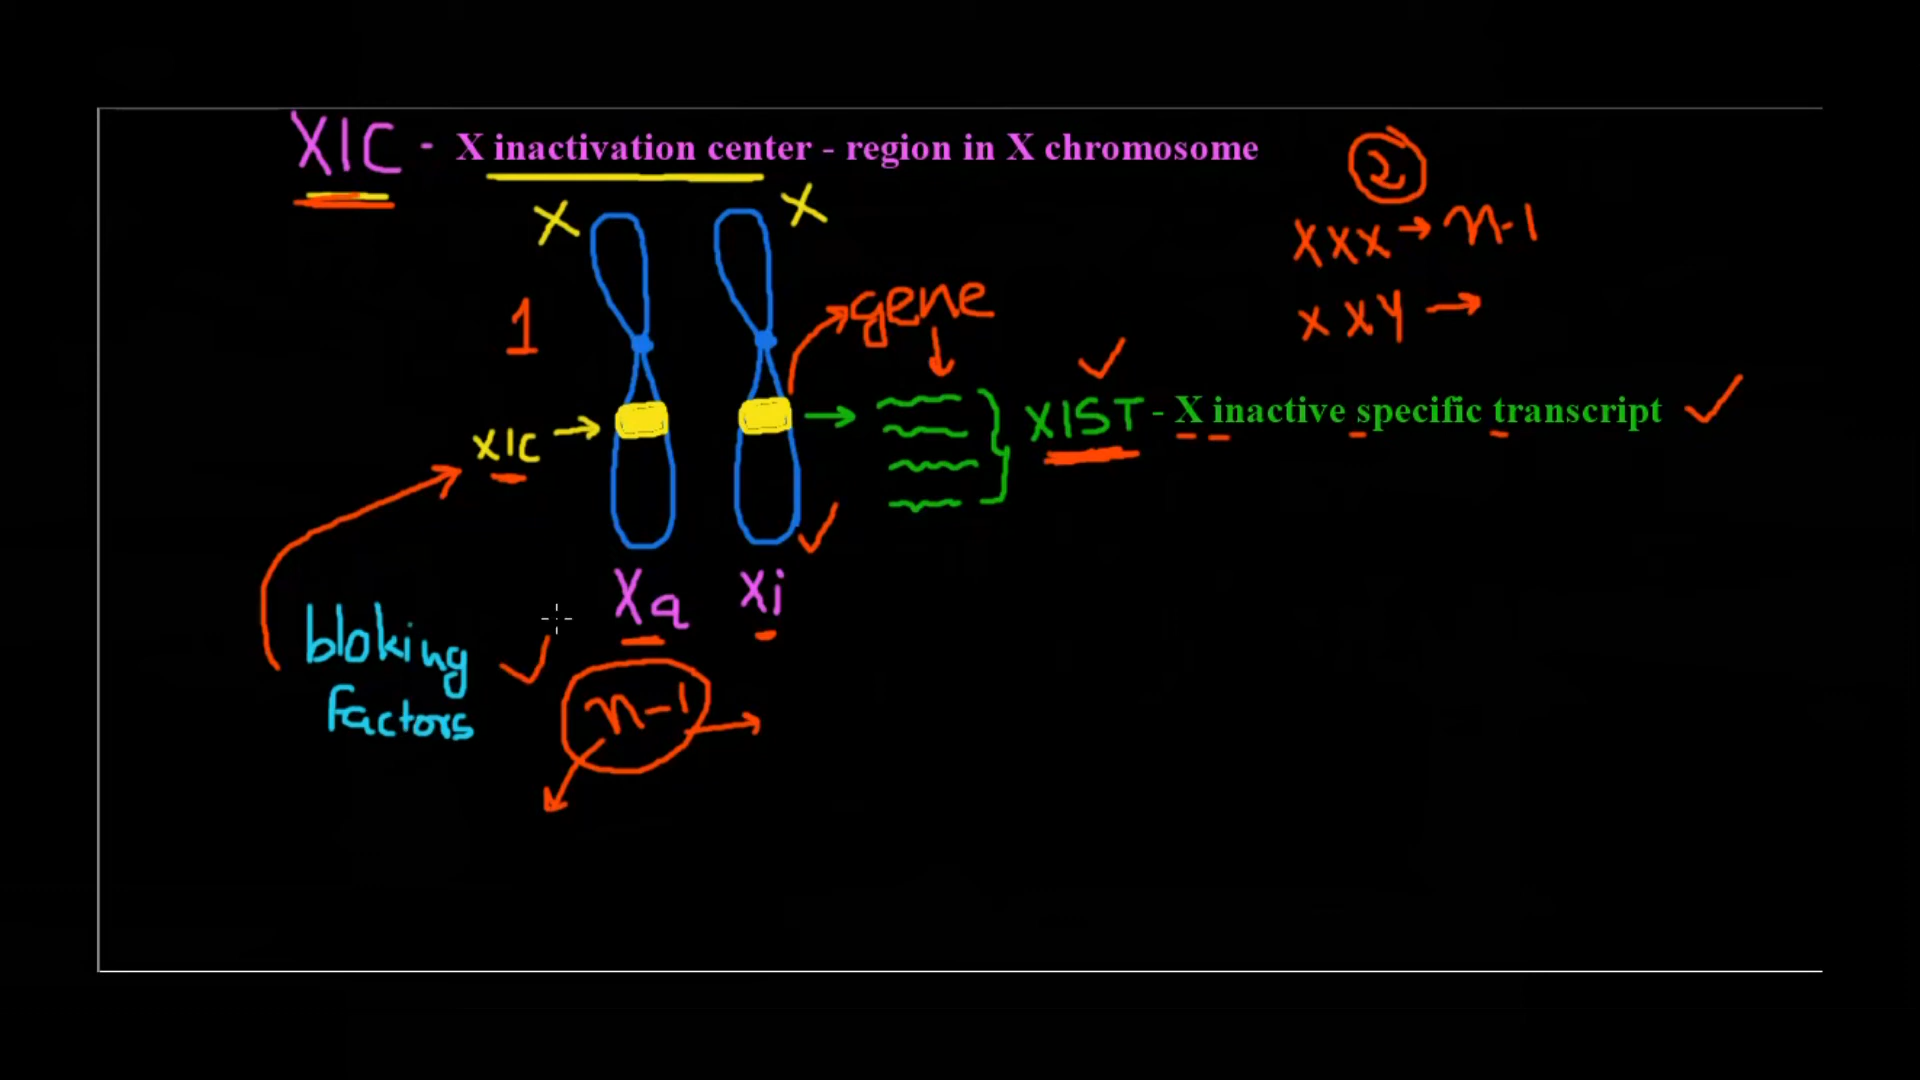 XIC - X inactivation center - region in X chromosome
2
X X
XXX → n-1
1
gene
XXY →
XIC →
XIST - X inactive specific transcript
Xa Xi
bloking
factors
n-1